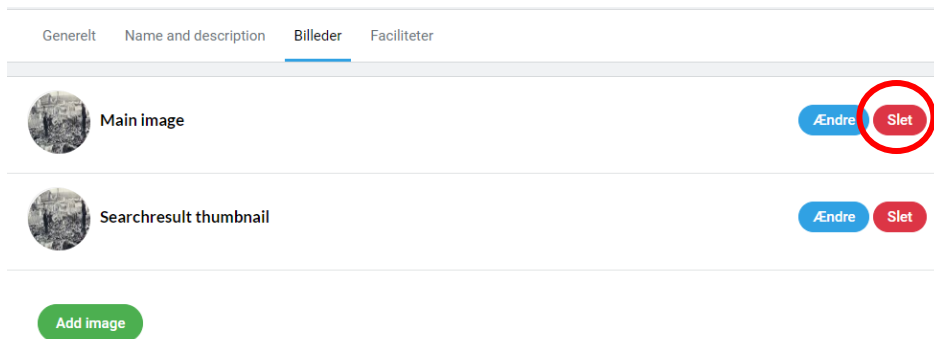 Generelt Name and description Billeder Faciliteter
Main image Ændre Slet
Searchresult thumbnail Ændre Slet
Add image